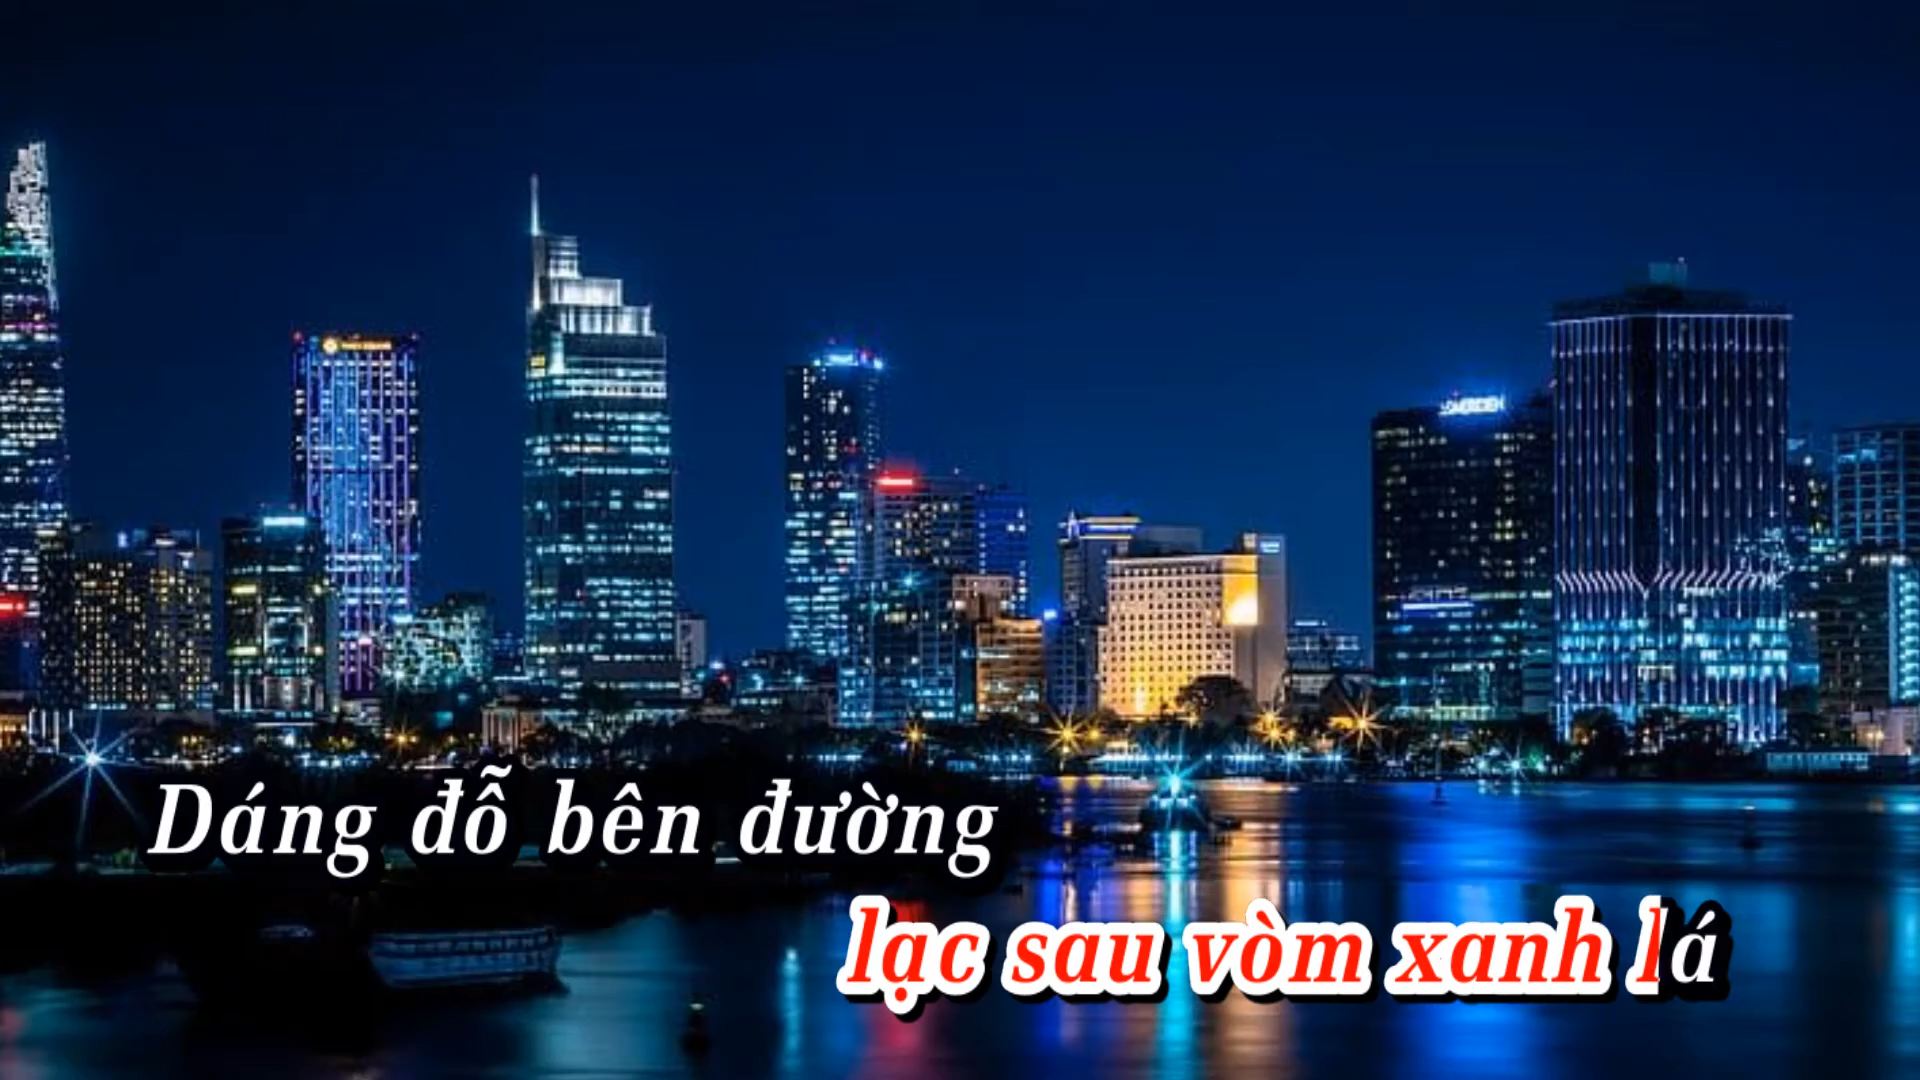 Dáng đỗ bên đường
lạc sau vòm xanh lá